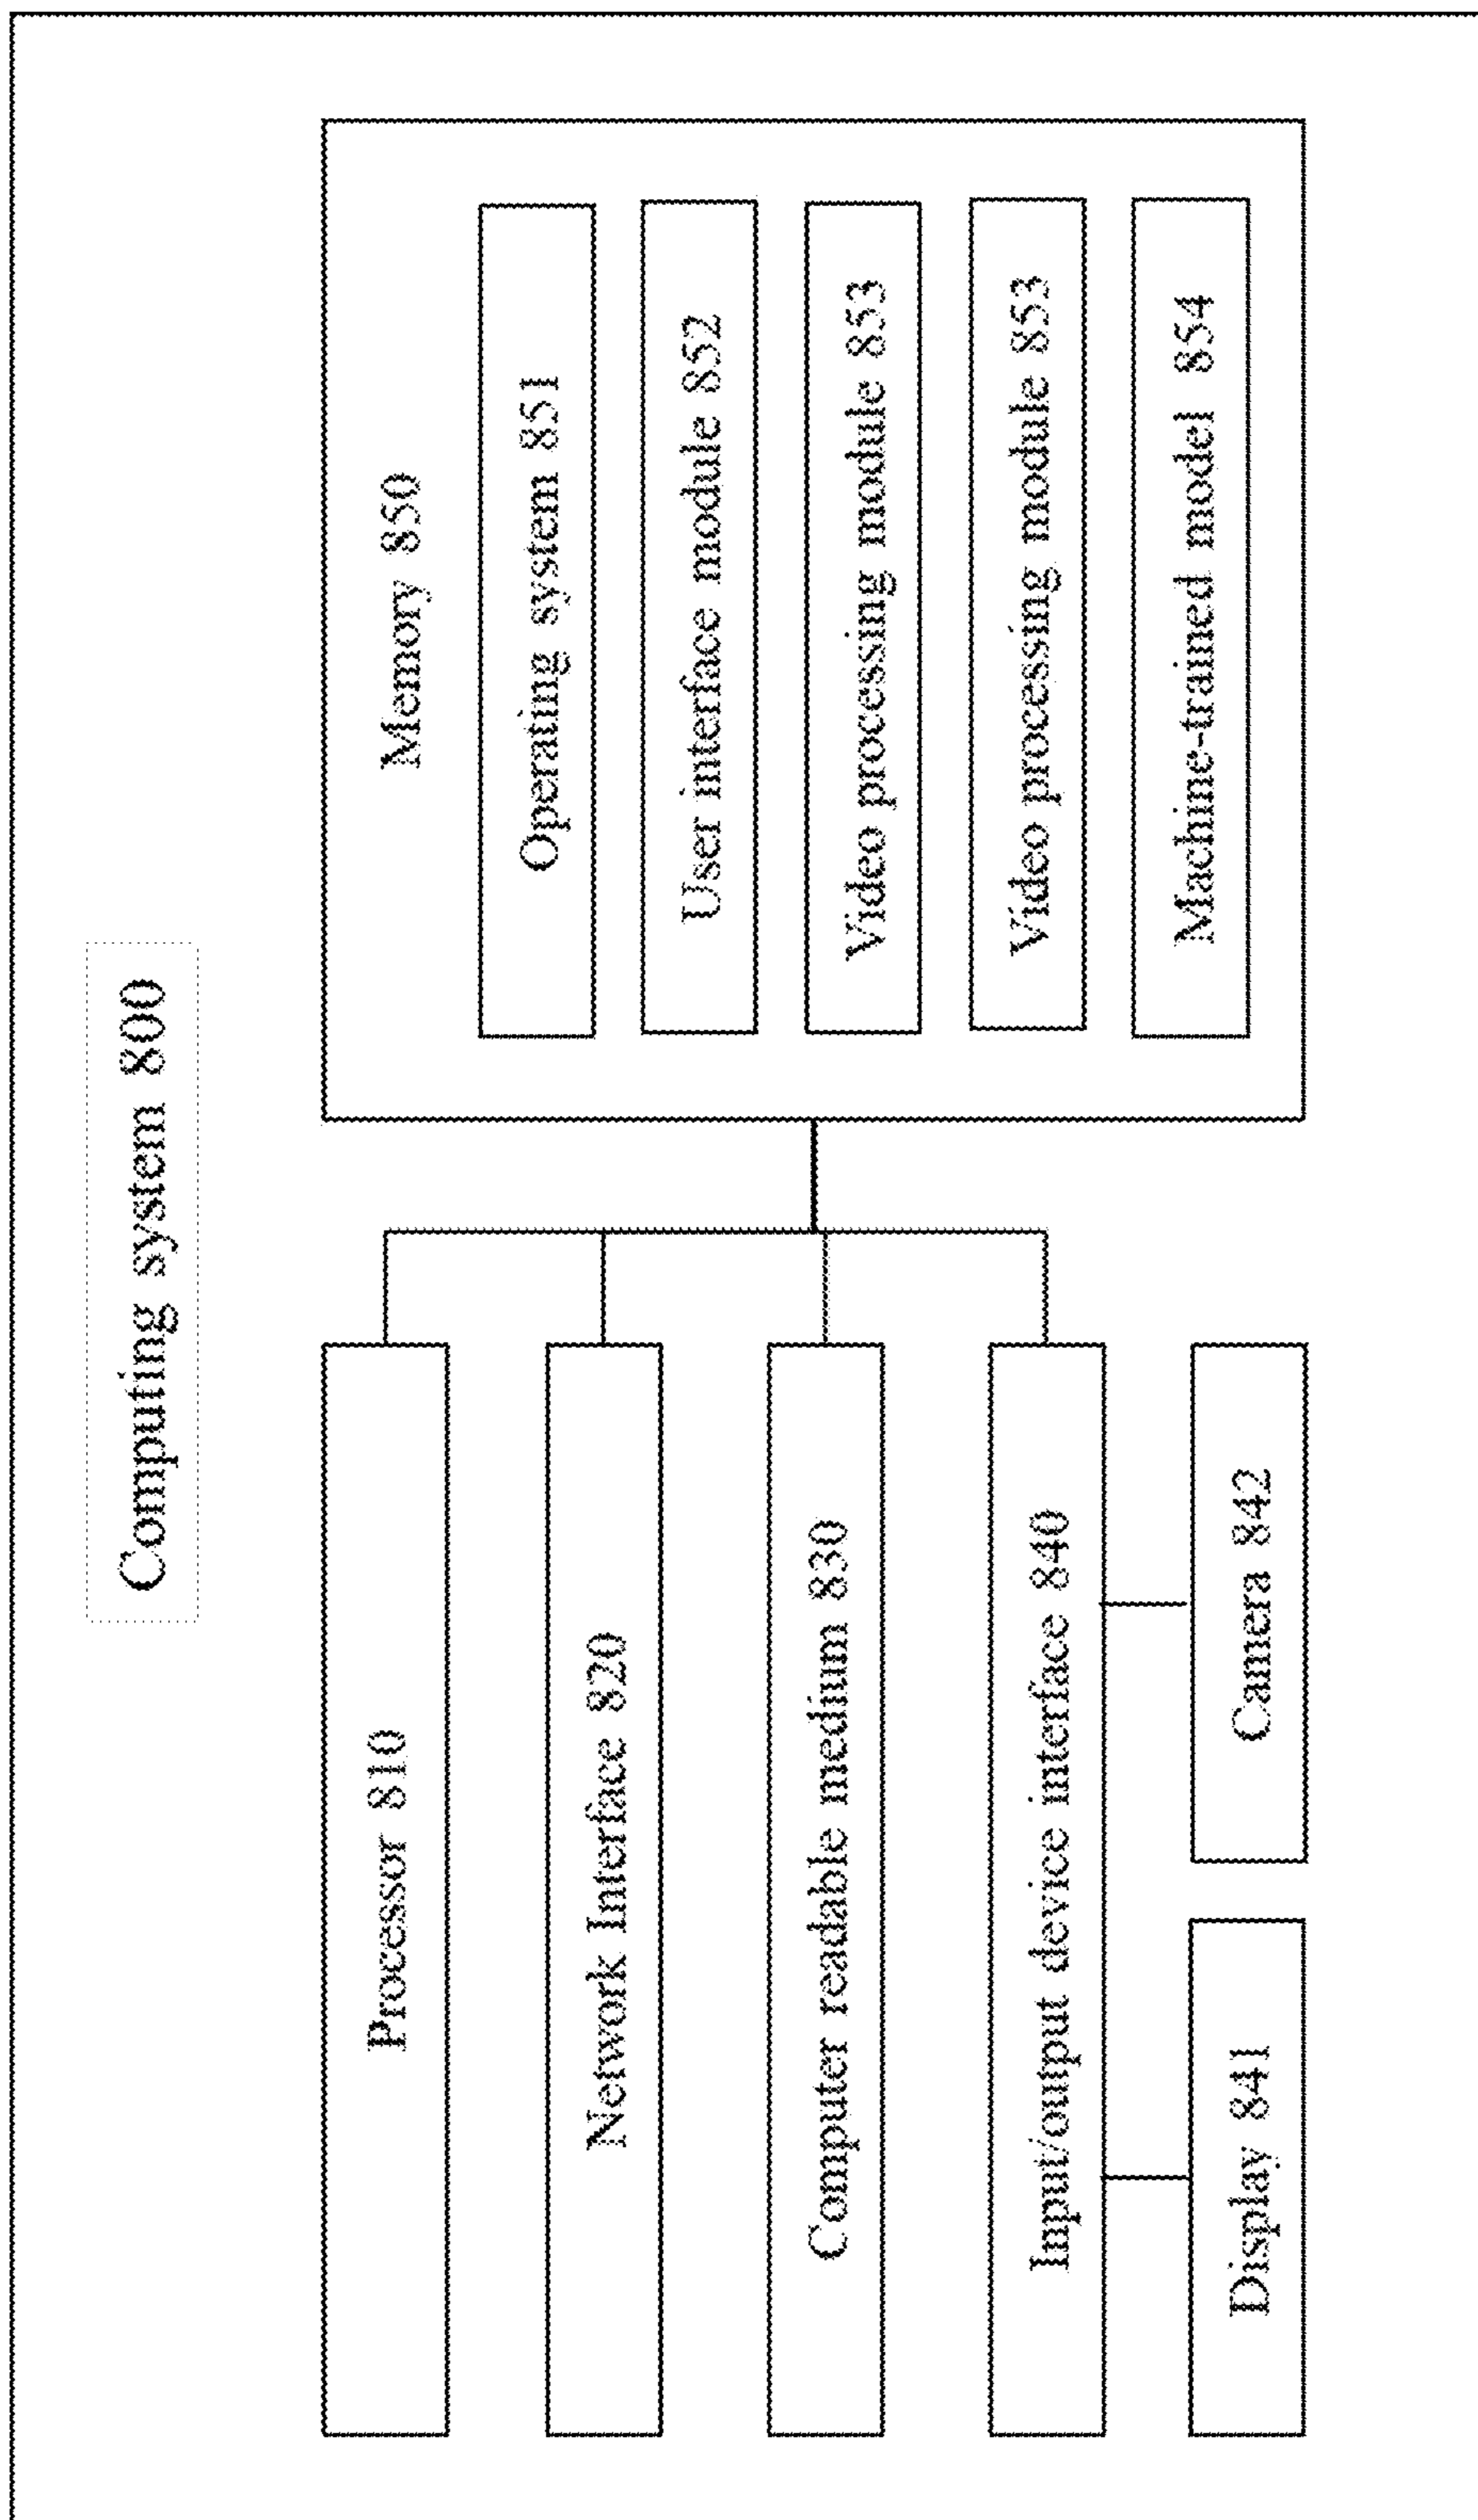 Computing system 800
Processor 810
Network Interface 820
Computer readable medium 830
Input/output device interface 840
Display 841
Camera 842
Memory 850
Operating system 851
User interface module 852
Video processing module 853
Video processing module 853
Machine-trained model 854